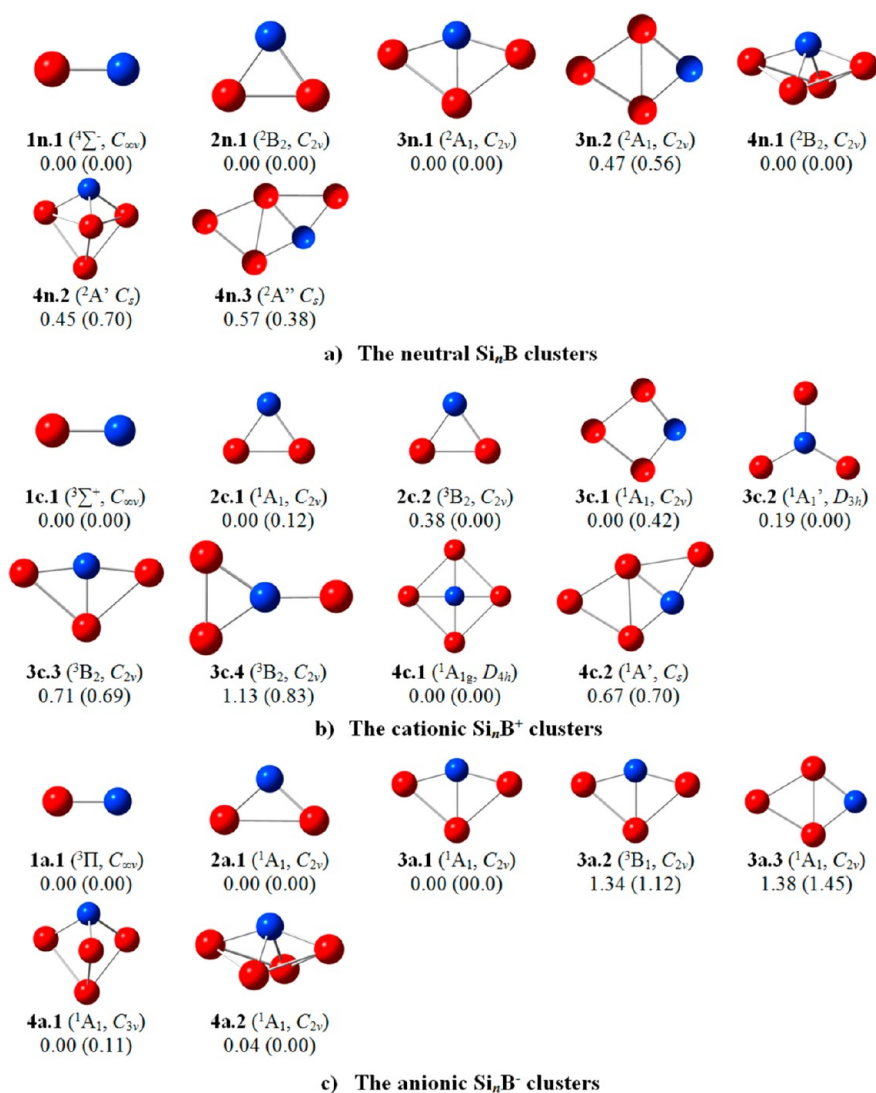 1n.1 (⁴∑⁻, C∞v) 2n.1 (²B₂, C₂v) 3n.1 (²A₁, C₂v) 3n.2 (²A₁, C₂v) 4n.1 (²B₂, C₂v)
0.00 (0.00) 0.00 (0.00) 0.00 (0.00) 0.47 (0.56) 0.00 (0.00)
4n.2 (²A' Cs) 4n.3 (²A" Cs)
0.45 (0.70) 0.57 (0.38)
a) The neutral SiₙB clusters
1c.1 (³∑⁺, C∞v) 2c.1 (¹A₁, C₂v) 2c.2 (³B₂, C₂v) 3c.1 (¹A₁, C₂v) 3c.2 (¹A₁', D₃h)
0.00 (0.00) 0.00 (0.12) 0.38 (0.00) 0.00 (0.42) 0.19 (0.00)
3c.3 (³B₂, C₂v) 3c.4 (³B₂, C₂v) 4c.1 (¹A₁g, D₄h) 4c.2 (¹A', Cs)
0.71 (0.69) 1.13 (0.83) 0.00 (0.00) 0.67 (0.70)
b) The cationic SiₙB⁺ clusters
1a.1 (³Π, C∞v) 2a.1 (¹A₁, C₂v) 3a.1 (¹A₁, C₂v) 3a.2 (³B₁, C₂v) 3a.3 (¹A₁, C₂v)
0.00 (0.00) 0.00 (0.00) 0.00 (00.0) 1.34 (1.12) 1.38 (1.45)
4a.1 (¹A₁, C₃v) 4a.2 (¹A₁, C₂v)
0.00 (0.11) 0.04 (0.00)
c) The anionic SiₙB⁻ clusters